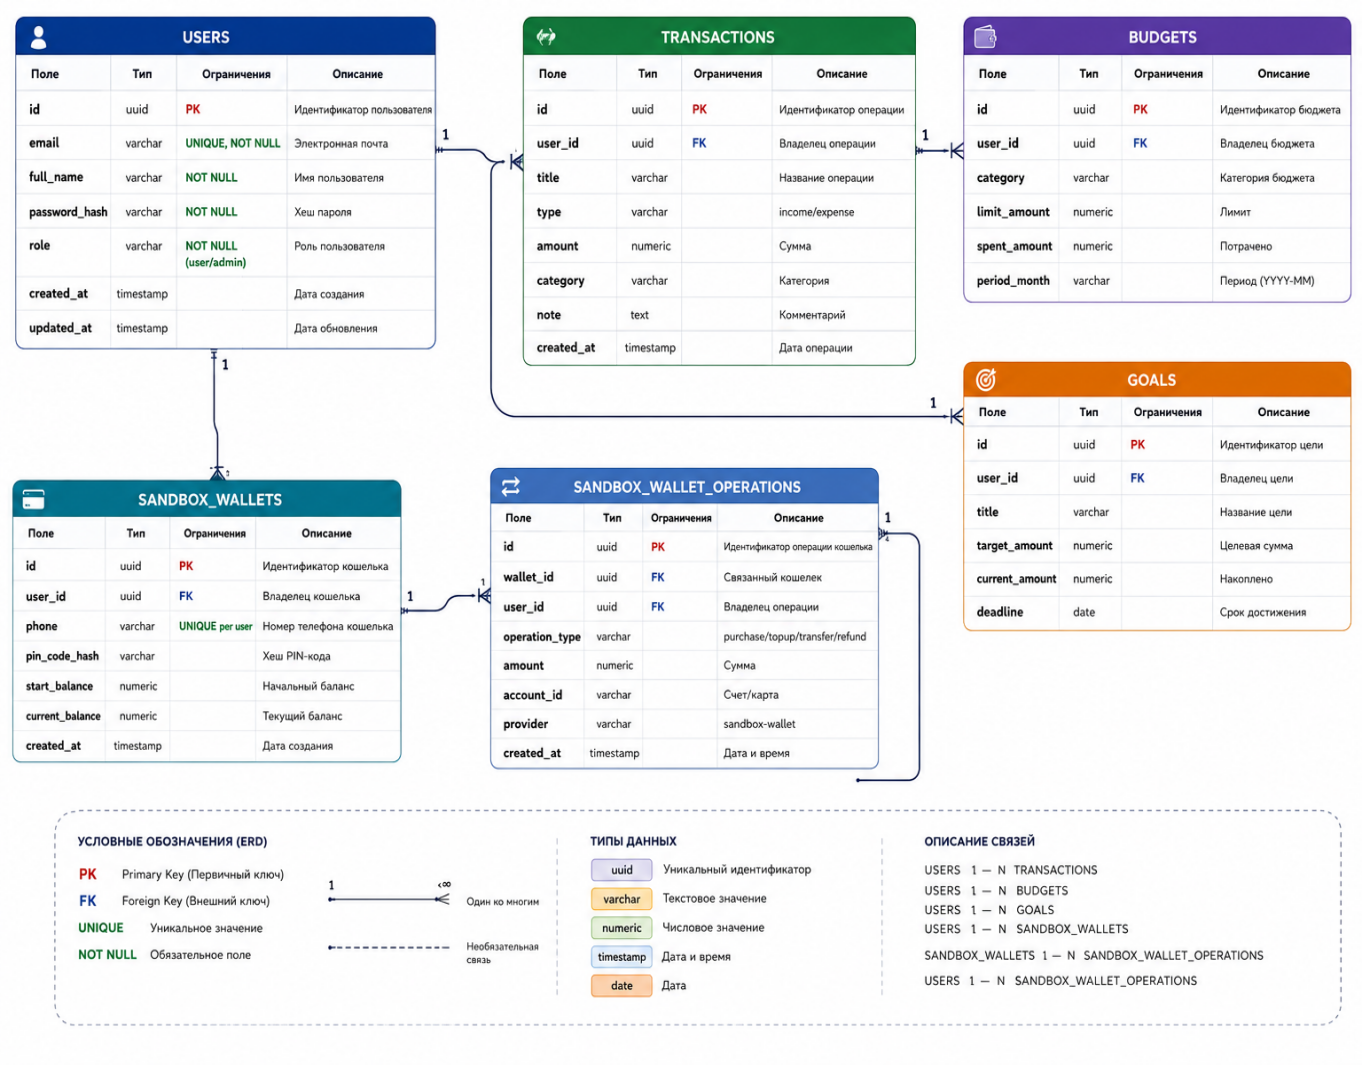 USERS
Поле Тип Ограничения Описание
id uuid PK Идентификатор пользователя
email varchar UNIQUE, NOT NULL Электронная почта
full_name varchar NOT NULL Имя пользователя
password_hash varchar NOT NULL Хеш пароля
role varchar NOT NULL Роль пользователя
(user/admin)
created_at timestamp Дата создания
updated_at timestamp Дата обновления
1
1
TRANSACTIONS
Поле Тип Ограничения Описание
id uuid PK Идентификатор операции
user_id uuid FK Владелец операции
title varchar Название операции
type varchar income/expense
amount numeric Сумма
category varchar Категория
note text Комментарий
created_at timestamp Дата операции
1
BUDGETS
Поле Тип Ограничения Описание
id uuid PK Идентификатор бюджета
user_id uuid FK Владелец бюджета
category varchar Категория бюджета
limit_amount numeric Лимит
spent_amount numeric Потрачено
period_month varchar Период (YYYY-MM)
1
GOALS
Поле Тип Ограничения Описание
id uuid PK Идентификатор цели
user_id uuid FK Владелец цели
title varchar Название цели
target_amount numeric Целевая сумма
current_amount numeric Накоплено
deadline date Срок достижения
SANDBOX_WALLETS
Поле Тип Ограничения Описание
id uuid PK Идентификатор кошелька
user_id uuid FK Владелец кошелька
phone varchar UNIQUE per user Номер телефона кошелька
pin_code_hash varchar Хеш PIN-кода
start_balance numeric Начальный баланс
current_balance numeric Текущий баланс
created_at timestamp Дата создания
1
1
SANDBOX_WALLET_OPERATIONS
Поле Тип Ограничения Описание
id uuid PK Идентификатор операции кошелька
wallet_id uuid FK Связанный кошелек
user_id uuid FK Владелец операции
operation_type varchar purchase/topup/transfer/refund
amount numeric Сумма
account_id varchar Счет/карта
provider varchar sandbox-wallet
created_at timestamp Дата и время
1
УСЛОВНЫЕ ОБОЗНАЧЕНИЯ (ERD)
PK Primary Key (Первичный ключ)
FK Foreign Key (Внешний ключ)
UNIQUE Уникальное значение
NOT NULL Обязательное поле
1 <∞ Один ко многим
Необязательная
связь
ТИПЫ ДАННЫХ
uuid Уникальный идентификатор
varchar Текстовое значение
numeric Числовое значение
timestamp Дата и время
date Дата
ОПИСАНИЕ СВЯЗЕЙ
USERS 1 — N TRANSACTIONS
USERS 1 — N BUDGETS
USERS 1 — N GOALS
USERS 1 — N SANDBOX_WALLETS
SANDBOX_WALLETS 1 — N SANDBOX_WALLET_OPERATIONS
USERS 1 — N SANDBOX_WALLET_OPERATIONS